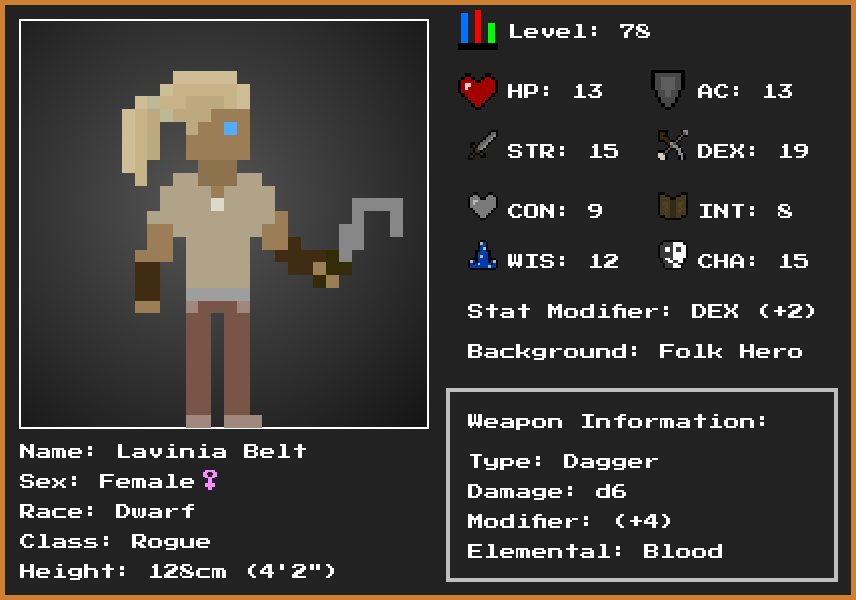 Level: 78
HP: 13 AC: 13
STR: 15 DEX: 19
CON: 9 INT: 8
WIS: 12 CHA: 15
Stat Modifier: DEX (+2)
Background: Folk Hero
Name: Lavinia Belt
Sex: Female♀
Race: Dwarf
Class: Rogue
Height: 128cm (4'2")
Weapon Information:
Type: Dagger
Damage: d6
Modifier: (+4)
Elemental: Blood